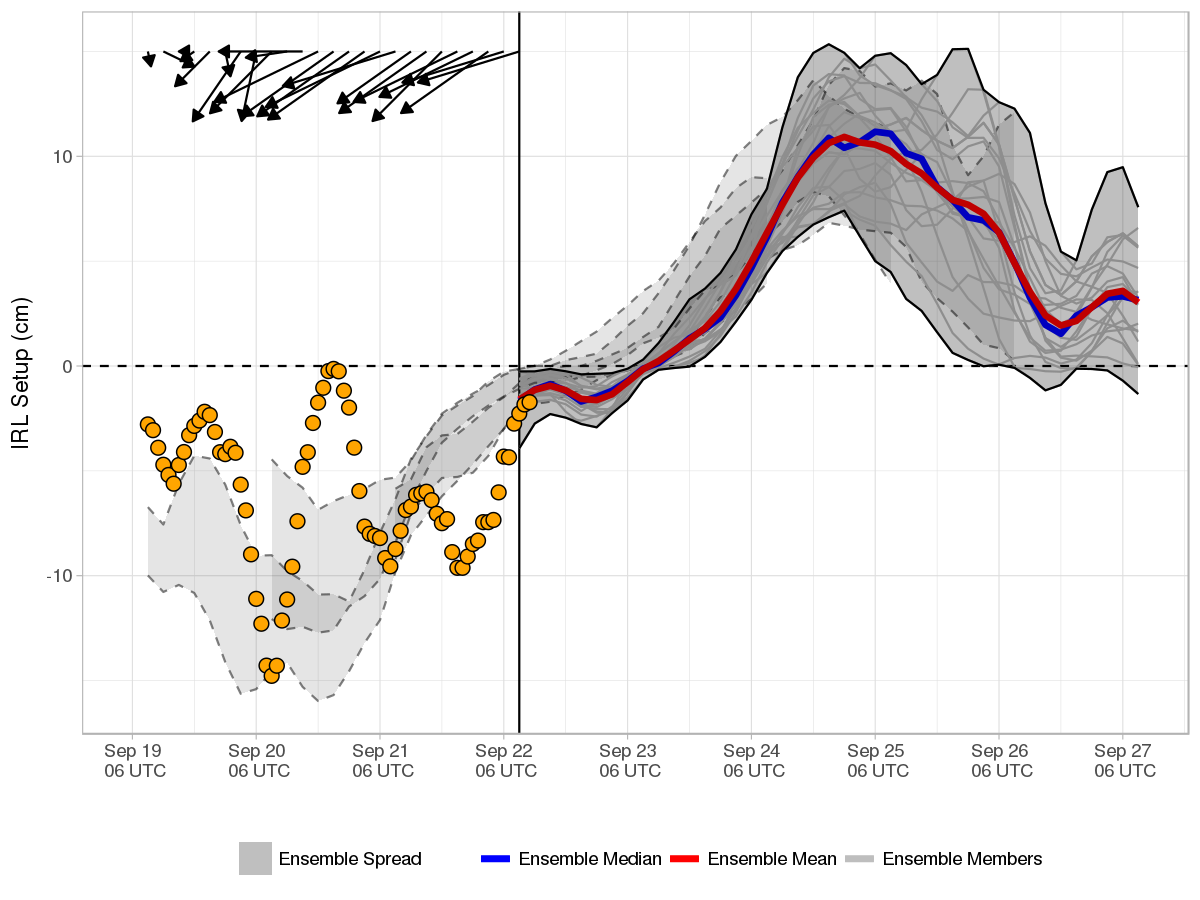 IRL Setup (cm)
10
0
-10
Sep 19 Sep 20 Sep 21 Sep 22 Sep 23 Sep 24 Sep 25 Sep 26 Sep 27
06 UTC 06 UTC 06 UTC 06 UTC 06 UTC 06 UTC 06 UTC 06 UTC 06 UTC
Ensemble Spread Ensemble Median Ensemble Mean Ensemble Members